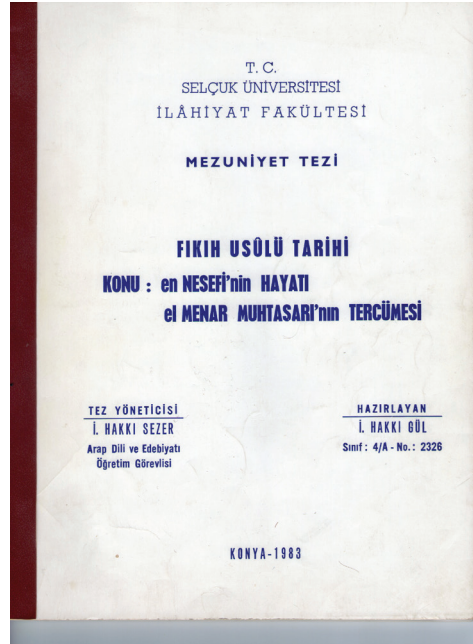 T. C.
SELÇUK ÜNİVERSİTESİ
İLÂHİYAT FAKÜLTESİ
MEZUNİYET TEZİ
FIKIH USÛLÜ TARİHİ
KONU : en NESEFİ'nin HAYATI
el MENAR MUHTASARI'nın TERCÜMESİ
TEZ YÖNETİCİSİ
İ. HAKKI SEZER
Arap Dili ve Edebiyatı
Öğretim Görevlisi
HAZIRLAYAN
İ. HAKKI GÜL
Sınıf : 4/A - No. : 2326
KONYA-1983